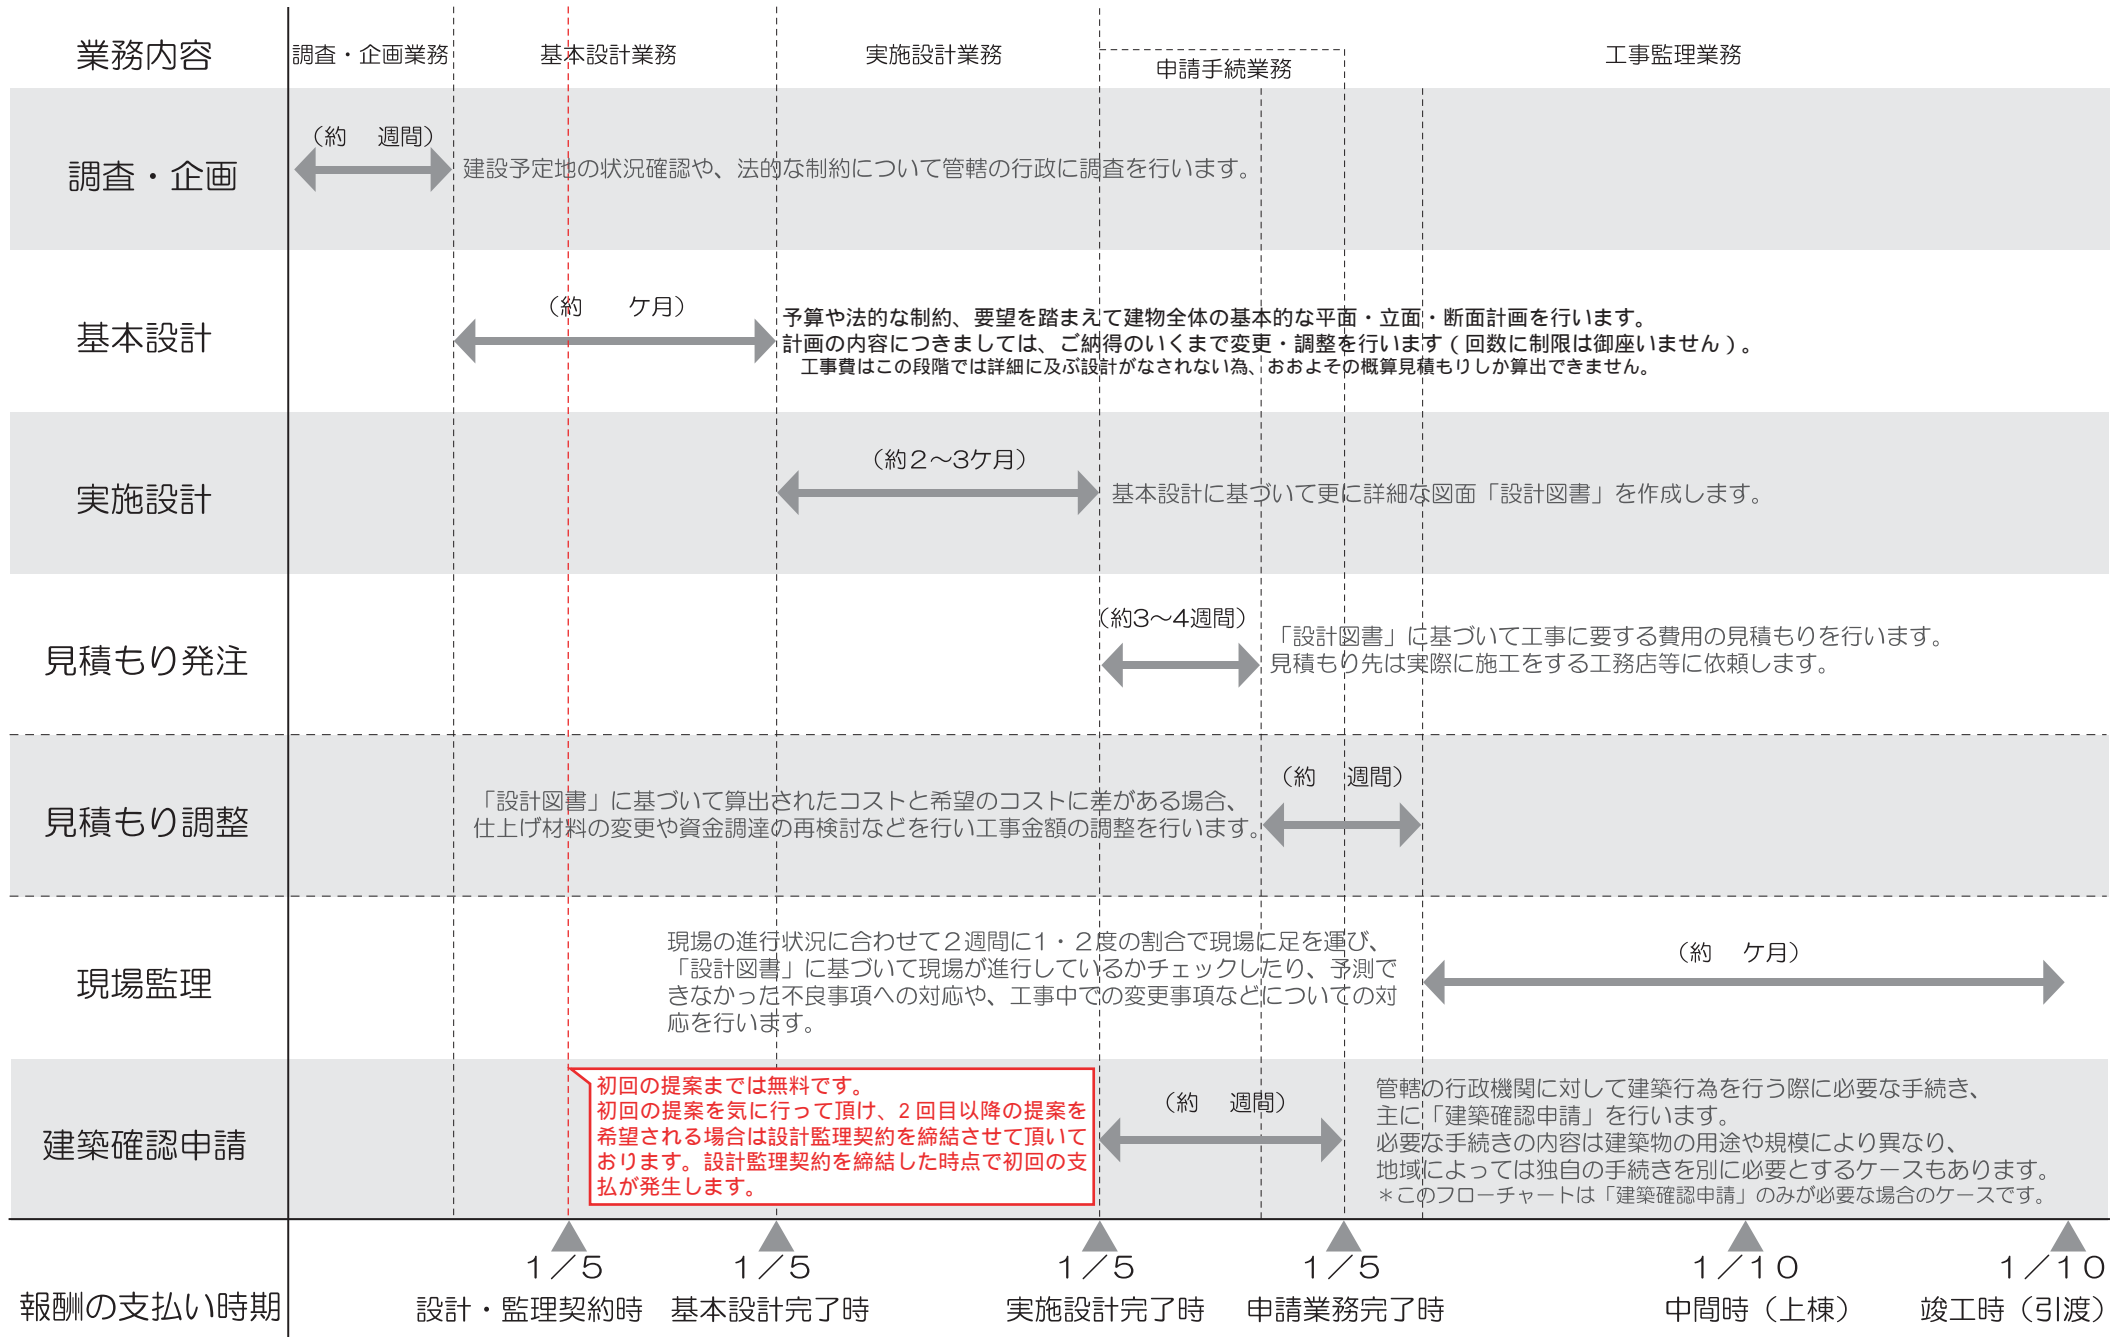 業務内容
調査・企画業務
基本設計業務
実施設計業務
申請手続業務
工事監理業務
調査・企画
（約　週間）
建設予定地の状況確認や、法的な制約について管轄の行政に調査を行います。
基本設計
（約　ケ月）
予算や法的な制約、要望を踏まえて建物全体の基本的な平面・立面・断面計画を行います。
計画の内容につきましては、ご納得のいくまで変更・調整を行います（回数に制限は御座いません）。
工事費はこの段階では詳細に及ぶ設計がなされない為、おおよその概算見積もりしか算出できません。
実施設計
（約２〜3ケ月）
基本設計に基づいて更に詳細な図面「設計図書」を作成します。
見積もり発注
（約3〜4週間）
「設計図書」に基づいて工事に要する費用の見積もりを行います。
見積もり先は実際に施工をする工務店等に依頼します。
見積もり調整
「設計図書」に基づいて算出されたコストと希望のコストに差がある場合、
仕上げ材料の変更や資金調達の再検討などを行い工事金額の調整を行います。
（約　週間）
現場監理
現場の進行状況に合わせて２週間に1・２度の割合で現場に足を運び、
「設計図書」に基づいて現場が進行しているかチェックしたり、予測で
きなかった不良事項への対応や、工事中での変更事項などについての対
応を行います。
（約　ケ月）
建築確認申請
初回の提案までは無料です。
初回の提案を気に行って頂け、2 回目以降の提案を
希望される場合は設計監理契約を締結させて頂いて
おります。設計監理契約を締結した時点で初回の支
払が発生します。
（約　週間）
管轄の行政機関に対して建築行為を行う際に必要な手続き、
主に「建築確認申請」を行います。
必要な手続きの内容は建築物の用途や規模により異なり、
地域によっては独自の手続きを別に必要とするケースもあります。
＊このフローチャートは「建築確認申請」のみが必要な場合のケースです。
報酬の支払い時期
１／５
設計・監理契約時
１／５
基本設計完了時
１／５
実施設計完了時
１／５
申請業務完了時
１／１０
中間時（上棟）
１／１０
竣工時（引渡）